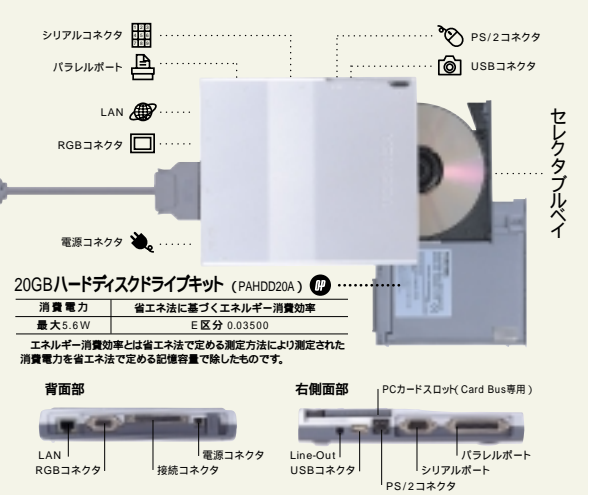 シリアルコネクタ
パラレルポート
LAN
RGBコネクタ
電源コネクタ
PS/2コネクタ
USBコネクタ
セレクタブルベイ
20GBハードディスクドライブキット (PAHDD20A) OP
消費電力 省エネ法に基づくエネルギー消費効率
最大5.6W E区分 0.03500
エネルギー消費効率とは省エネ法で定める測定方法により測定された
消費電力を省エネ法で定める記憶容量で除したものです。
背面部
LAN
RGBコネクタ
接続コネクタ
電源コネクタ
右側面部
PCカードスロット(Card Bus専用)
Line-Out
USBコネクタ
PS/2コネクタ
シリアルポート
パラレルポート